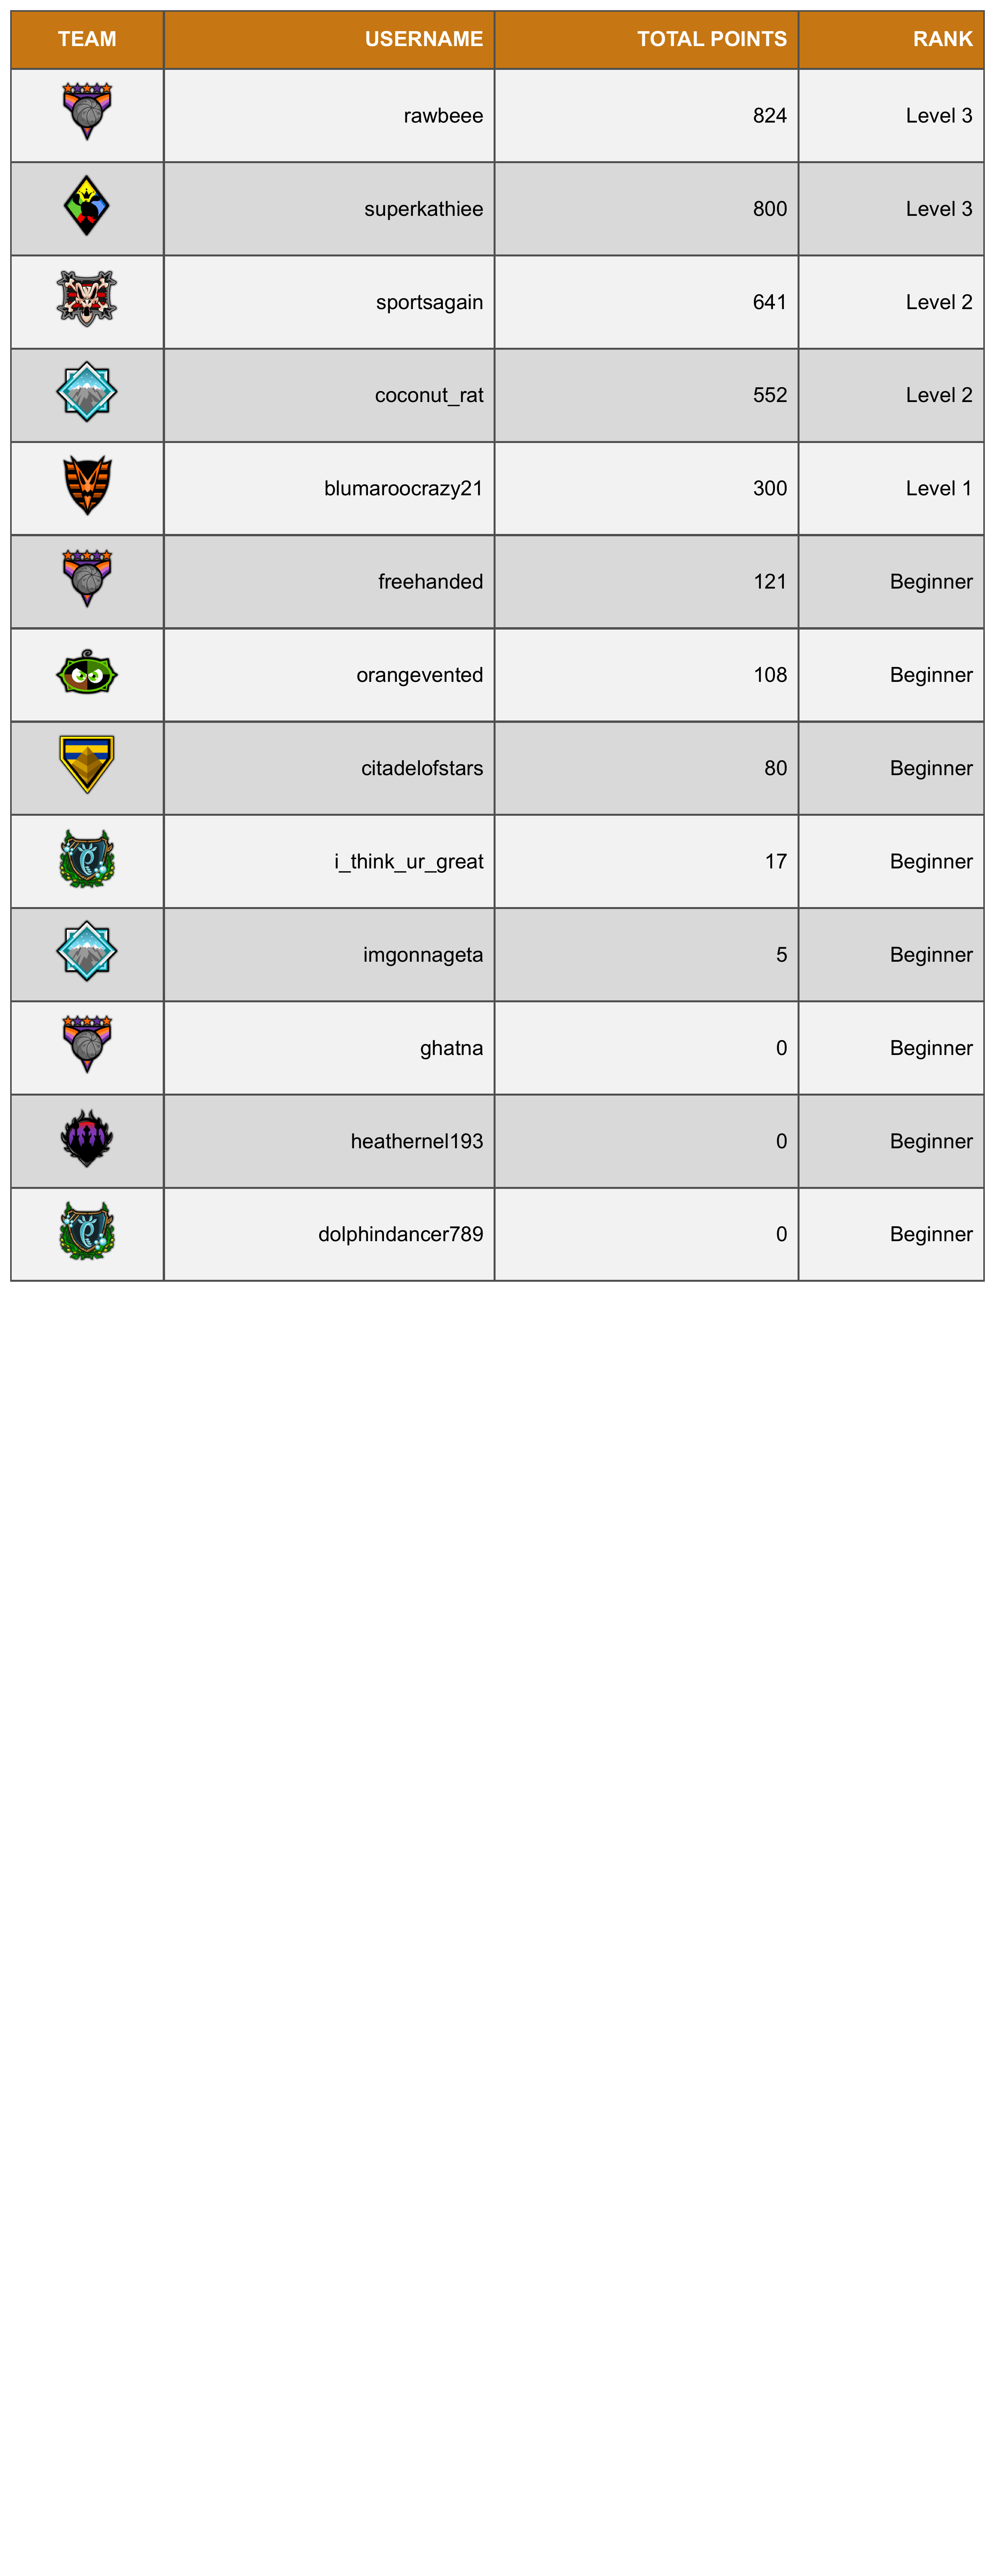 TEAM USERNAME TOTAL POINTS RANK
rawbeee 824 Level 3
superkathiee 800 Level 3
sportsagain 641 Level 2
coconut_rat 552 Level 2
blumaroocrazy21 300 Level 1
freehanded 121 Beginner
orangevented 108 Beginner
citadelofstars 80 Beginner
i_think_ur_great 17 Beginner
imgonnageta 5 Beginner
ghatna 0 Beginner
heathernel193 0 Beginner
dolphindancer789 0 Beginner